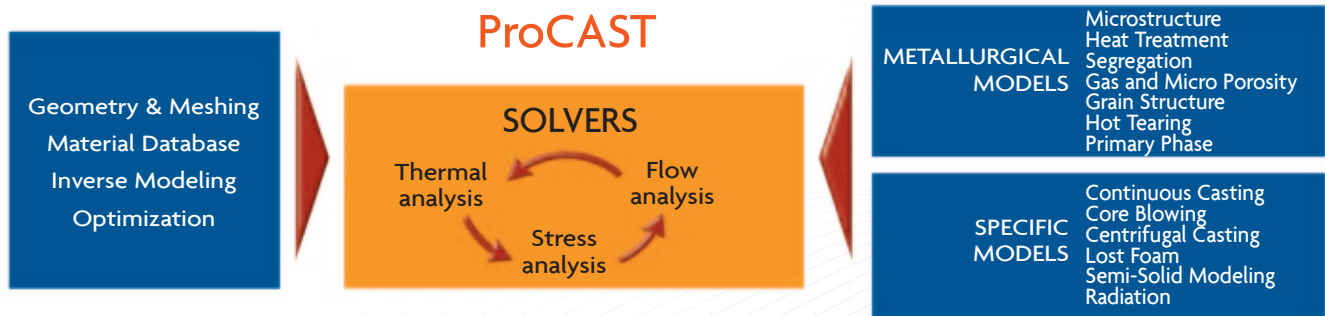 ProCAST
Geometry & Meshing
Material Database
Inverse Modeling
Optimization
SOLVERS
Thermal
analysis
Flow
analysis
Stress
analysis
METALLURGICAL
MODELS
Microstructure
Heat Treatment
Segregation
Gas and Micro Porosity
Grain Structure
Hot Tearing
Primary Phase
SPECIFIC
MODELS
Continuous Casting
Core Blowing
Centrifugal Casting
Lost Foam
Semi-Solid Modeling
Radiation